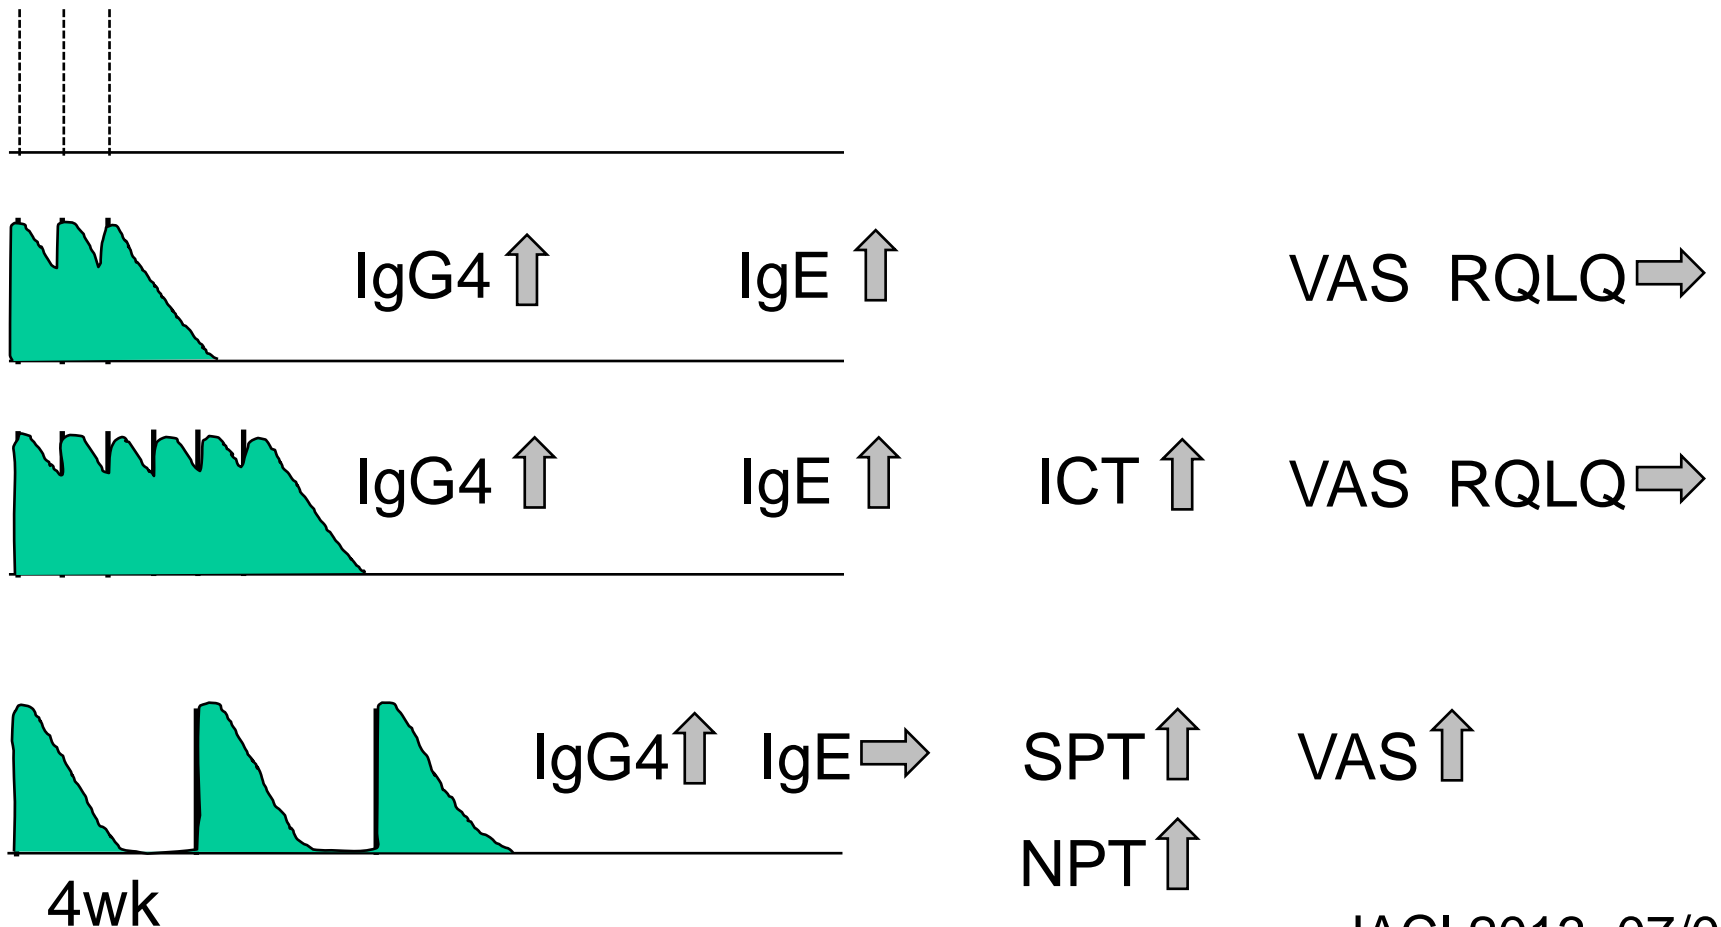 IgG4 IgE VAS RQLQ
IgG4 IgE ICT VAS RQLQ
IgG4 IgE SPT VAS
NPT
4wk